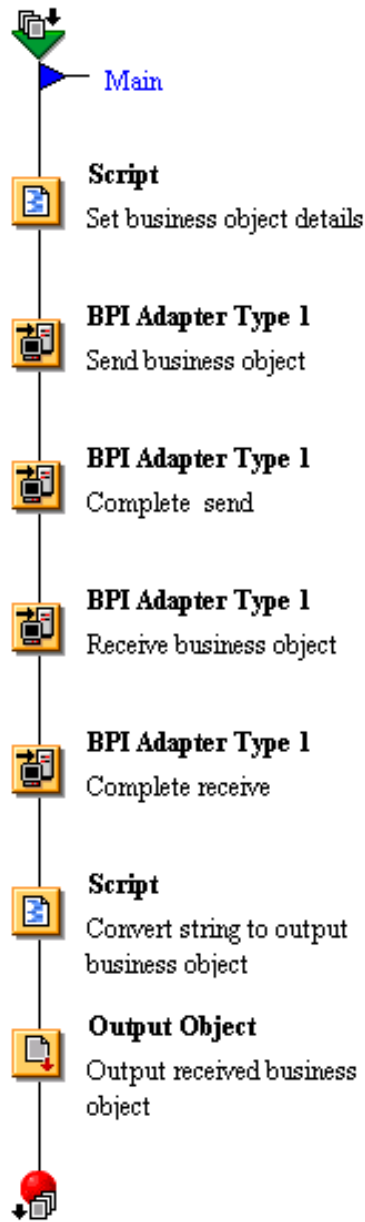 Main
Script
Set business object details
BPI Adapter Type 1
Send business object
BPI Adapter Type 1
Complete send
BPI Adapter Type 1
Receive business object
BPI Adapter Type 1
Complete receive
Script
Convert string to output
business object
Output Object
Output received business
object